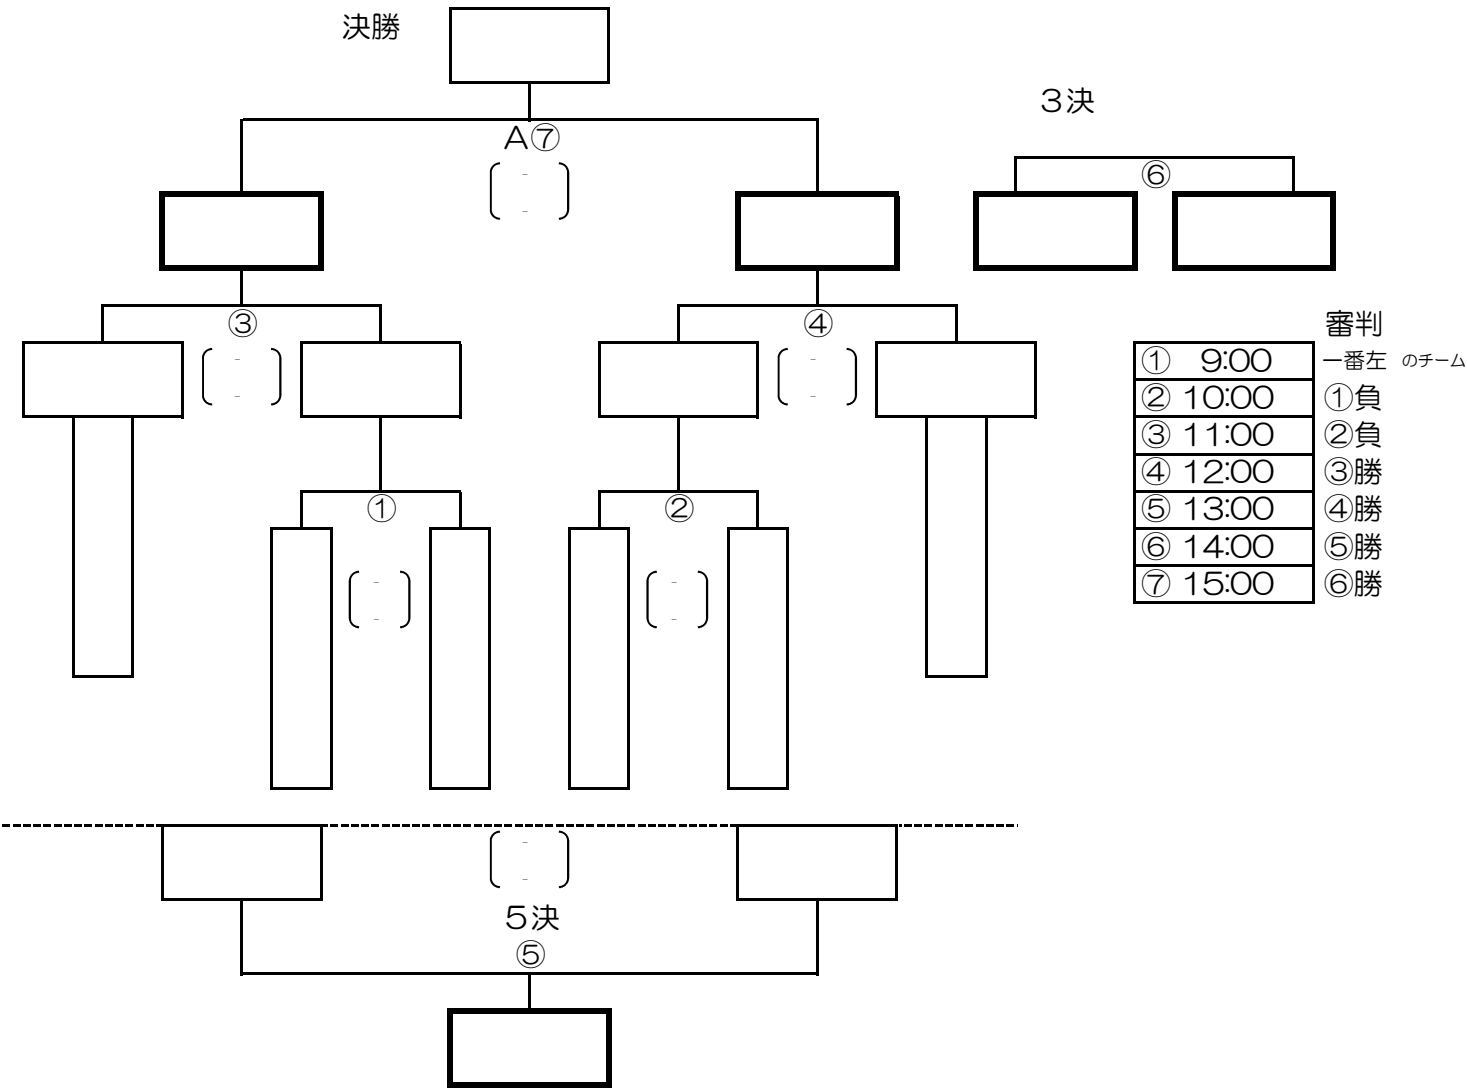 決勝
3決
A⑦
-
-
⑥
③
-
-
④
-
-
審判
① 9:00 一番左 のチーム
② 10:00 ①負
③ 11:00 ②負
④ 12:00 ③勝
⑤ 13:00 ④勝
⑥ 14:00 ⑤勝
⑦ 15:00 ⑥勝
①
-
-
②
-
-
-
-
5決
⑤